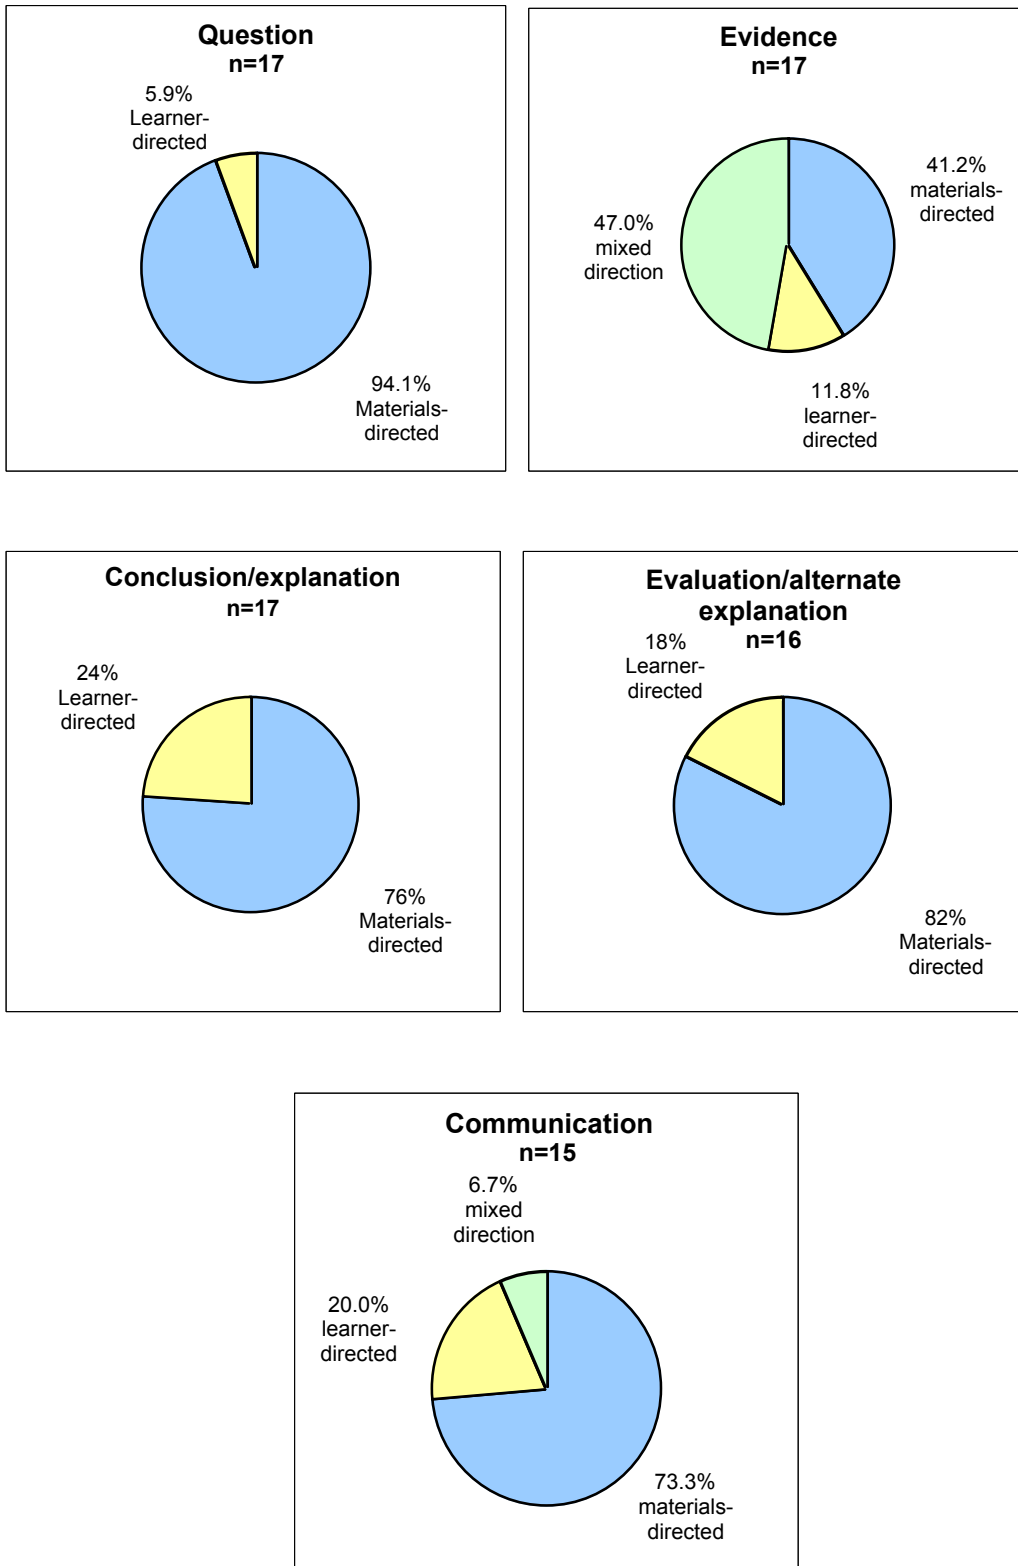 Question
n=17
5.9%
Learner-
directed
94.1%
Materials-
directed
Evidence
n=17
41.2%
materials-
directed
47.0%
mixed
direction
11.8%
learner-
directed
Conclusion/explanation
n=17
24%
Learner-
directed
76%
Materials-
directed
Evaluation/alternate
explanation
n=16
18%
Learner-
directed
82%
Materials-
directed
Communication
n=15
6.7%
mixed
direction
20.0%
learner-
directed
73.3%
materials-
directed